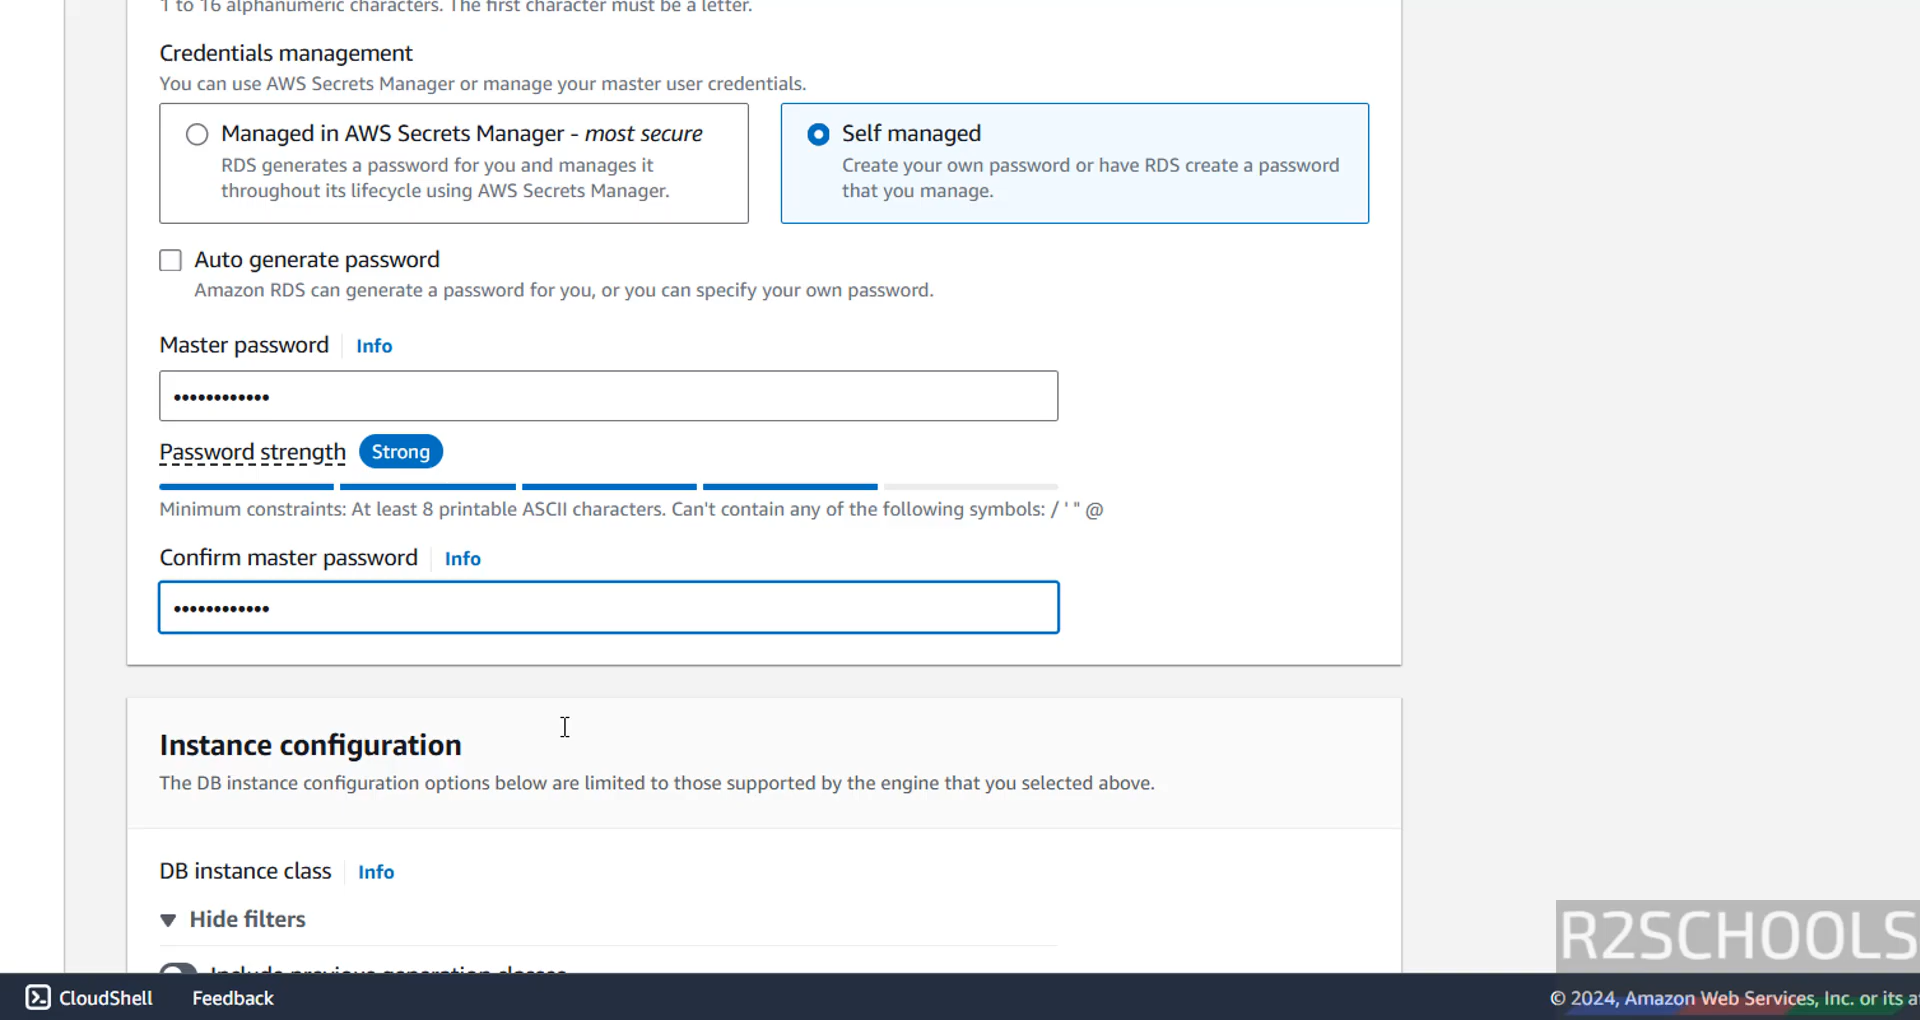 1 to 16 alphanumeric characters. The first character must be a letter.
Credentials management
You can use AWS Secrets Manager or manage your master user credentials.
Managed in AWS Secrets Manager - most secure
RDS generates a password for you and manages it
throughout its lifecycle using AWS Secrets Manager.
Self managed
Create your own password or have RDS create a password
that you manage.
Auto generate password
Amazon RDS can generate a password for you, or you can specify your own password.
Master password Info
••••••••••••
Password strength Strong
Minimum constraints: At least 8 printable ASCII characters. Can't contain any of the following symbols: / ' " @
Confirm master password Info
••••••••••••
Instance configuration
The DB instance configuration options below are limited to those supported by the engine that you selected above.
DB instance class Info
Hide filters
Include previous generation classes
R2SCHOOLS
CloudShell Feedback
© 2024, Amazon Web Services, Inc. or its